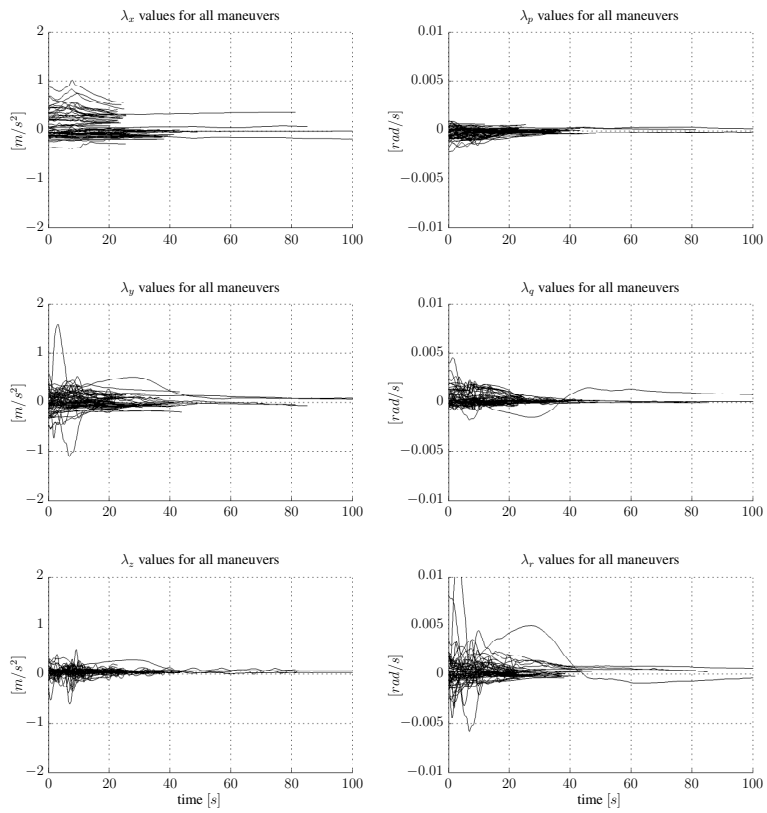 λx values for all maneuvers
2
1
0
−1
−2
[m/s²]
0 20 40 60 80 100
λp values for all maneuvers
0.01
0.005
0
−0.005
−0.01
[rad/s]
0 20 40 60 80 100
λy values for all maneuvers
2
1
0
−1
−2
[m/s²]
0 20 40 60 80 100
λq values for all maneuvers
0.01
0.005
0
−0.005
−0.01
[rad/s]
0 20 40 60 80 100
λz values for all maneuvers
2
1
0
−1
−2
[m/s²]
0 20 40 60 80 100
time [s]
λr values for all maneuvers
0.01
0.005
0
−0.005
−0.01
[rad/s]
0 20 40 60 80 100
time [s]